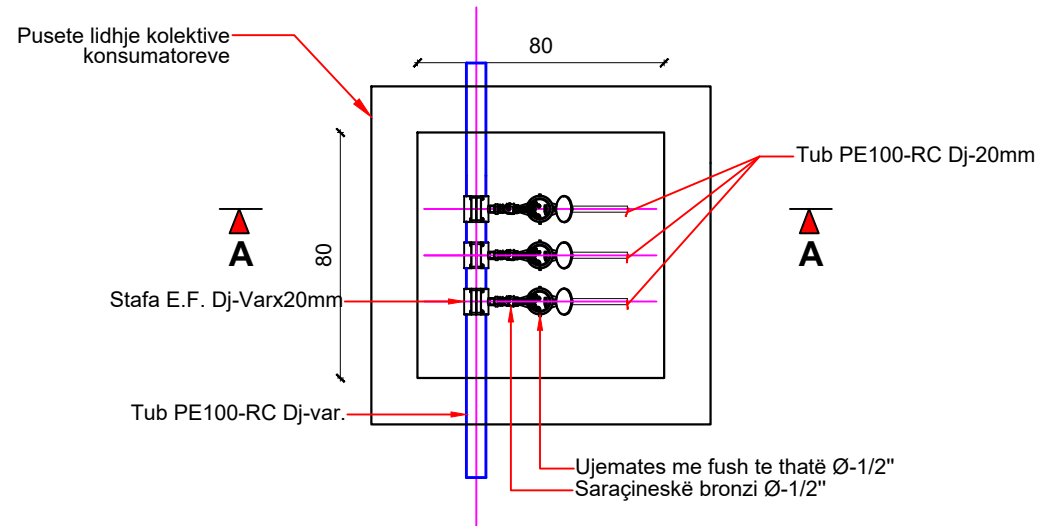 Pusete lidhje kolektive
konsumatoreve
80
Tub PE100-RC Dj-20mm
A
80
A
Stafa E.F. Dj-Varx20mm
Tub PE100-RC Dj-var.
Ujemates me fush te thatë Ø-1/2"
Saraçineskë bronzi Ø-1/2"